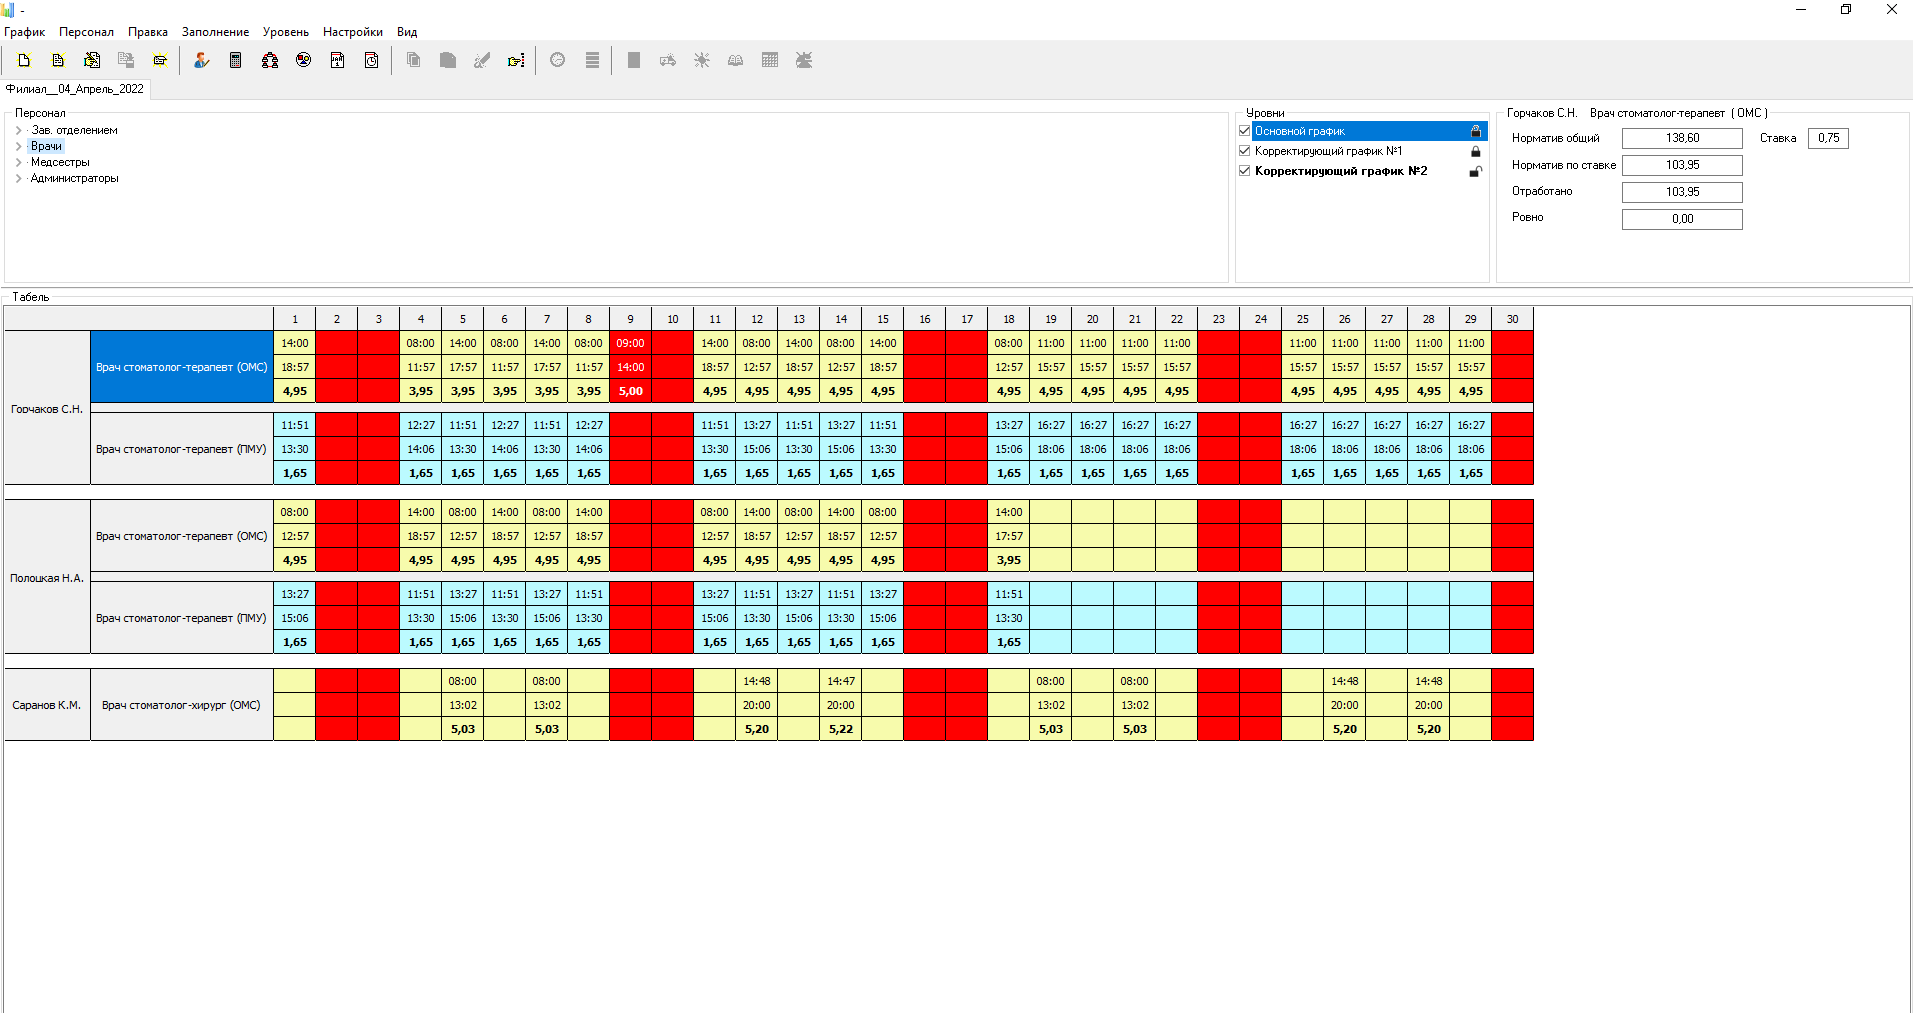 -
График Персонал Правка Заполнение Уровень Настройки Вид
Филиал__04_Апрель_2022
Персонал
Зав. отделением
Врачи
Медсестры
Администраторы
Уровни
Основной график
Корректирующий график №1
Корректирующий график №2
Горчаков С.Н. Врач стоматолог-терапевт ( ОМС )
Норматив общий 138,60 Ставка 0,75
Норматив по ставке 103,95
Отработано 103,95
Ровно 0,00
Табель
1 2 3 4 5 6 7 8 9 10 11 12 13 14 15 16 17 18 19 20 21 22 23 24 25 26 27 28 29 30
Горчаков С.Н.
Врач стоматолог-терапевт (ОМС)
14:00 08:00 14:00 08:00 14:00 08:00 09:00 14:00 08:00 14:00 08:00 14:00 08:00 11:00 11:00 11:00 11:00 11:00 11:00 11:00 11:00 11:00
18:57 11:57 17:57 11:57 17:57 11:57 14:00 18:57 12:57 18:57 12:57 18:57 12:57 15:57 15:57 15:57 15:57 15:57 15:57 15:57 15:57 15:57
4,95 3,95 3,95 3,95 3,95 3,95 5,00 4,95 4,95 4,95 4,95 4,95 4,95 4,95 4,95 4,95 4,95 4,95 4,95 4,95 4,95 4,95
Врач стоматолог-терапевт (ПМУ)
11:51 12:27 11:51 12:27 11:51 12:27 11:51 13:27 11:51 13:27 11:51 13:27 16:27 16:27 16:27 16:27 16:27 16:27 16:27 16:27 16:27
13:30 14:06 13:30 14:06 13:30 14:06 13:30 15:06 13:30 15:06 13:30 15:06 18:06 18:06 18:06 18:06 18:06 18:06 18:06 18:06 18:06
1,65 1,65 1,65 1,65 1,65 1,65 1,65 1,65 1,65 1,65 1,65 1,65 1,65 1,65 1,65 1,65 1,65 1,65 1,65 1,65 1,65
Полоцкая Н.А.
Врач стоматолог-терапевт (ОМС)
08:00 14:00 08:00 14:00 08:00 14:00 08:00 14:00 08:00 14:00 08:00 14:00
12:57 18:57 12:57 18:57 12:57 18:57 12:57 18:57 12:57 18:57 12:57 17:57
4,95 4,95 4,95 4,95 4,95 4,95 4,95 4,95 4,95 4,95 4,95 3,95
Врач стоматолог-терапевт (ПМУ)
13:27 11:51 13:27 11:51 13:27 11:51 13:27 11:51 13:27 11:51 13:27 11:51
15:06 13:30 15:06 13:30 15:06 13:30 15:06 13:30 15:06 13:30 15:06 13:30
1,65 1,65 1,65 1,65 1,65 1,65 1,65 1,65 1,65 1,65 1,65 1,65
Саранов К.М.
Врач стоматолог-хирург (ОМС)
08:00 08:00 14:48 14:47 08:00 08:00 14:48 14:48
13:02 13:02 20:00 20:00 13:02 13:02 20:00 20:00
5,03 5,03 5,20 5,22 5,03 5,03 5,20 5,20